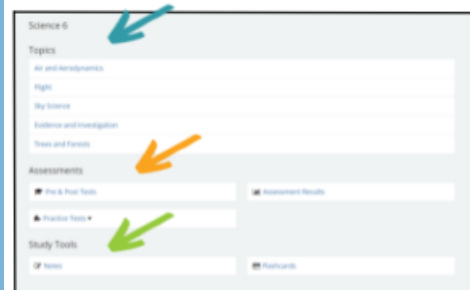 Science 6
Topics
Air and Aerodynamics
Flight
Sky Science
Evidence and Investigation
Trees and Forests
Assessments
Pre & Post Tests
Assessment Results
Practice Tests
Study Tools
Notes
Flashcards